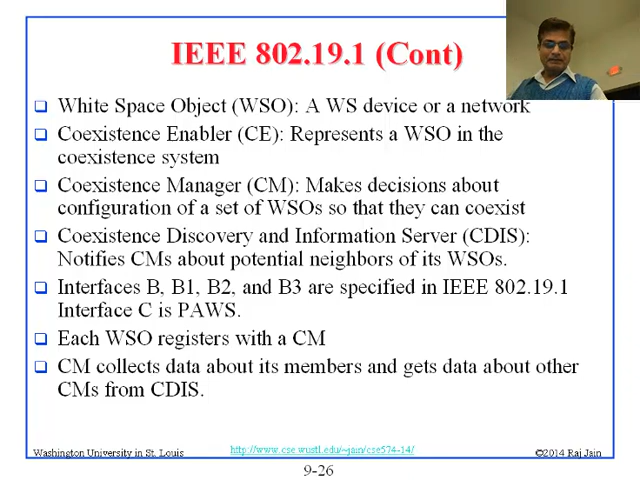 IEEE 802.19.1 (Cont)
White Space Object (WSO): A WS device or a network
Coexistence Enabler (CE): Represents a WSO in the
coexistence system
Coexistence Manager (CM): Makes decisions about
configuration of a set of WSOs so that they can coexist
Coexistence Discovery and Information Server (CDIS):
Notifies CMs about potential neighbors of its WSOs.
Interfaces B, B1, B2, and B3 are specified in IEEE 802.19.1
Interface C is PAWS.
Each WSO registers with a CM
CM collects data about its members and gets data about other
CMs from CDIS.
Washington University in St. Louis
http://www.cse.wustl.edu/~jain/cse574-14/
©2014 Raj Jain
9-26